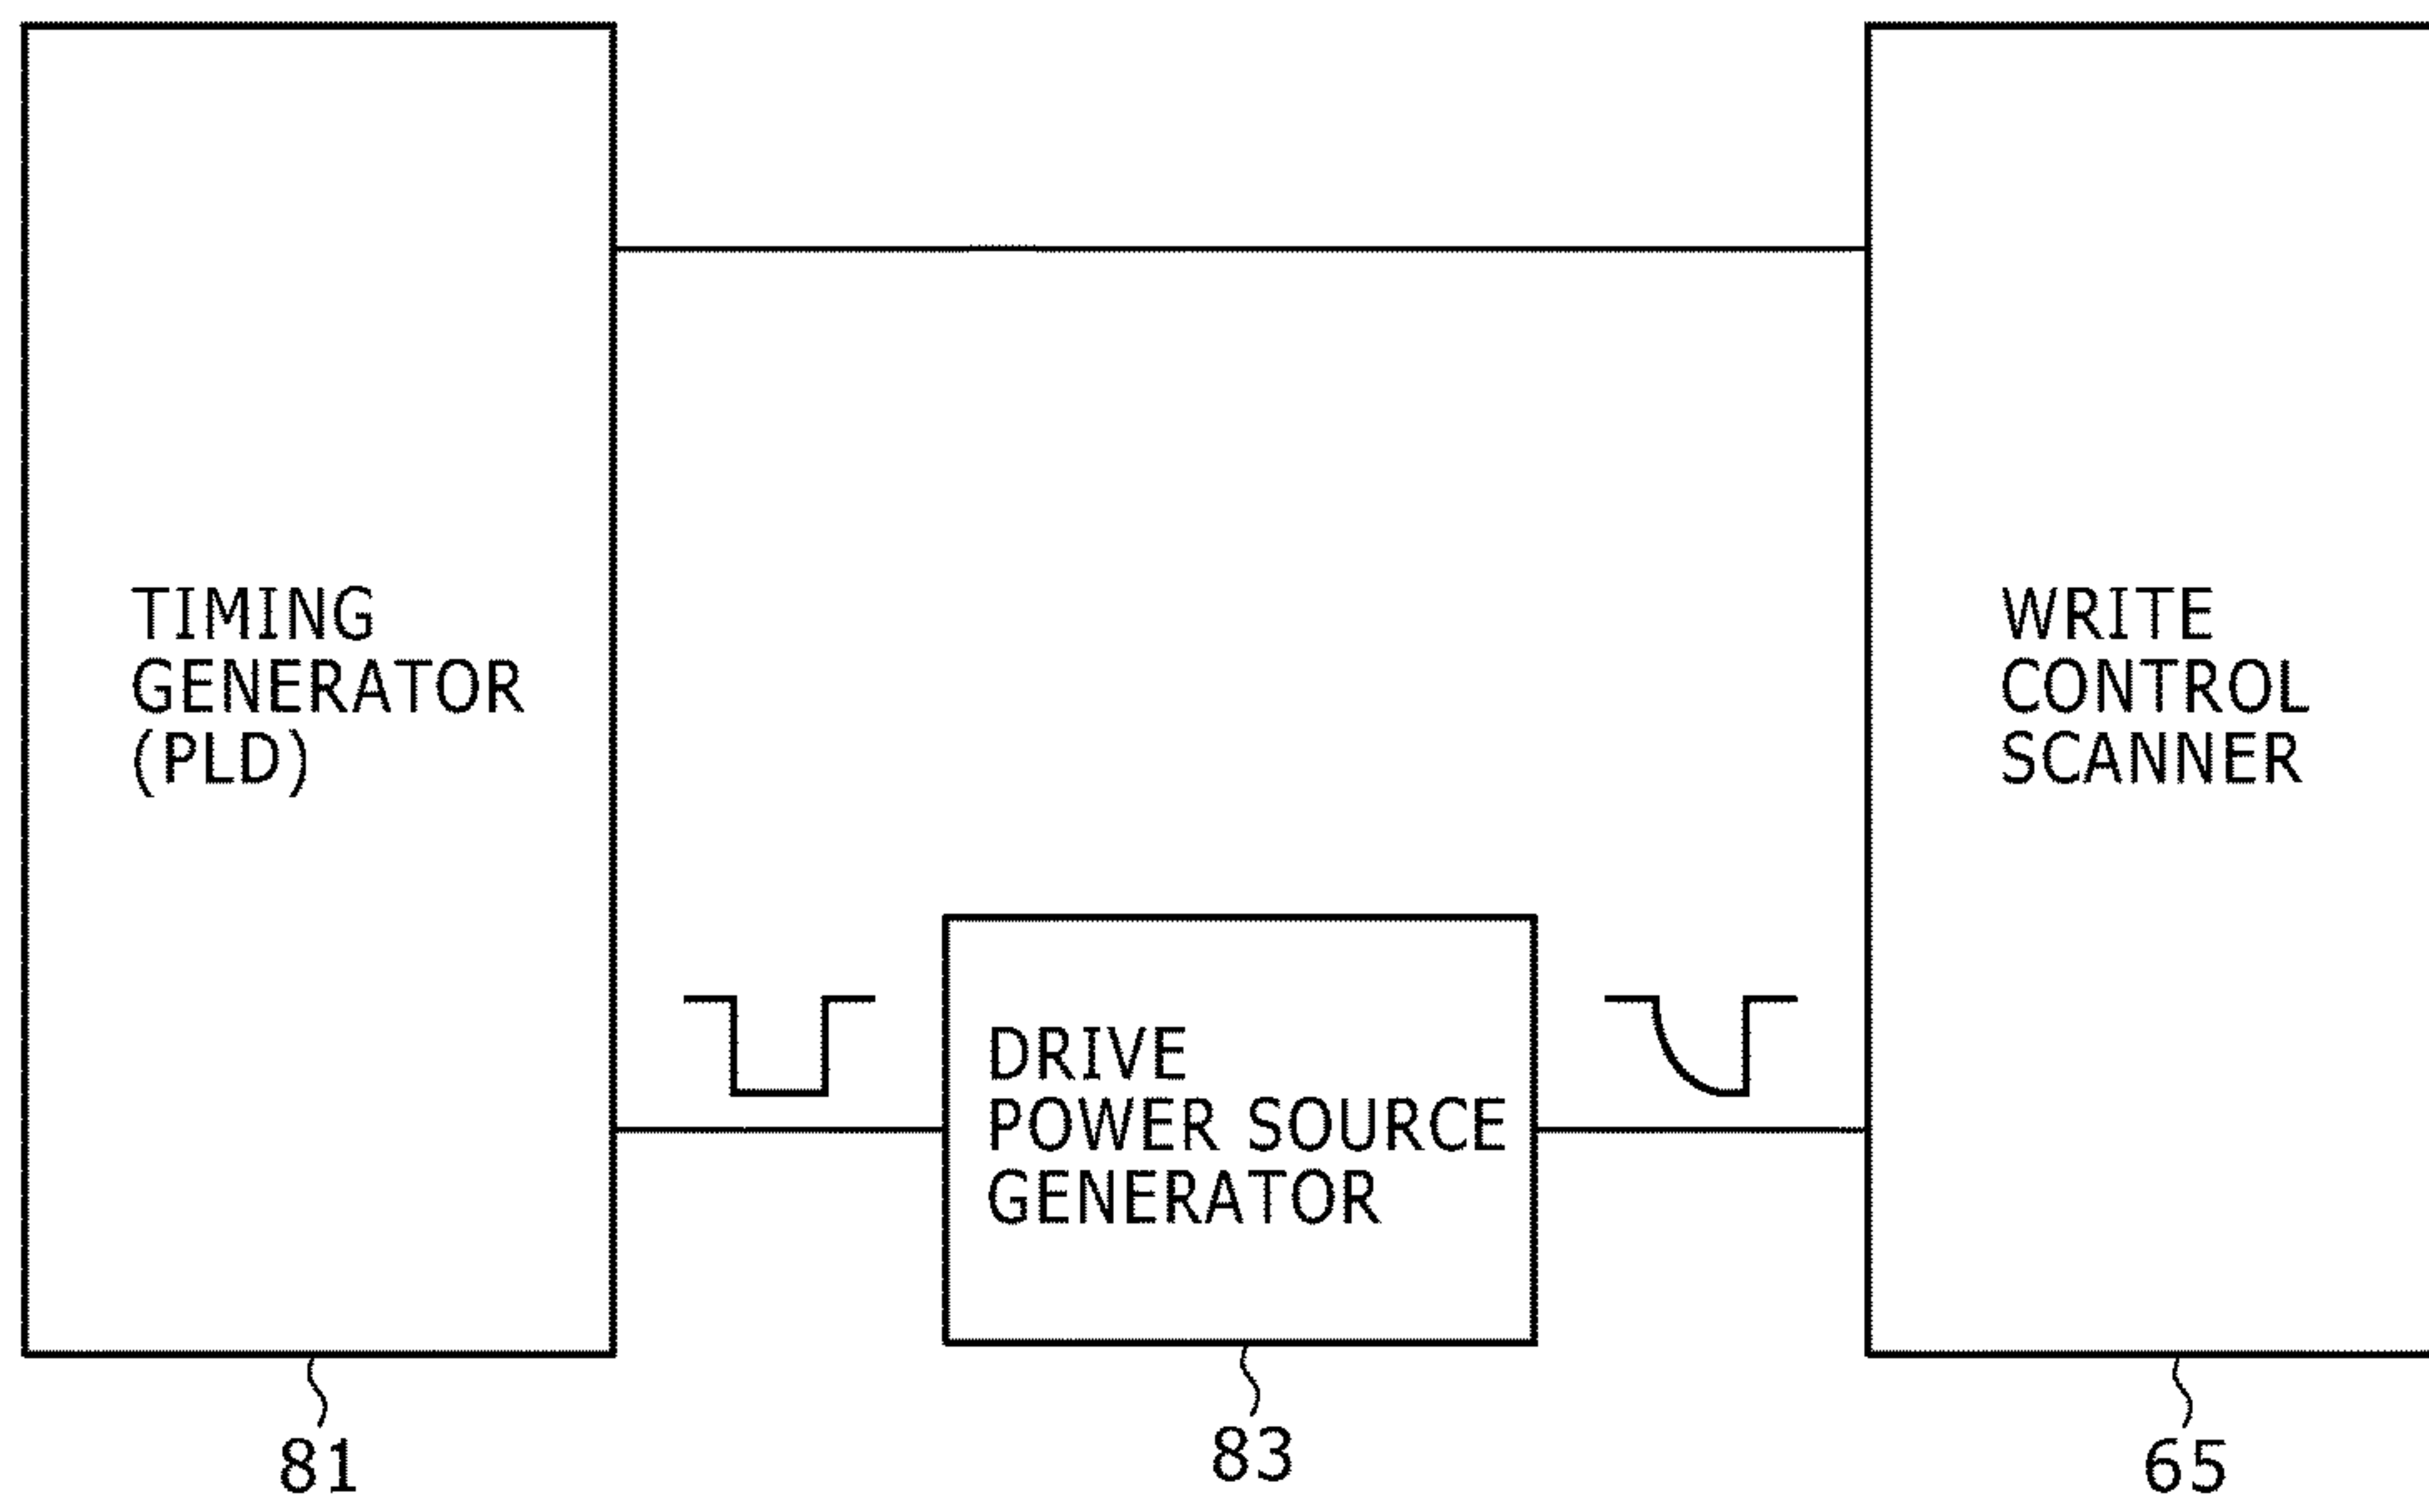 TIMING
GENERATOR
(PLD)
WRITE
CONTROL
SCANNER
DRIVE
POWER SOURCE
GENERATOR
81
83
65